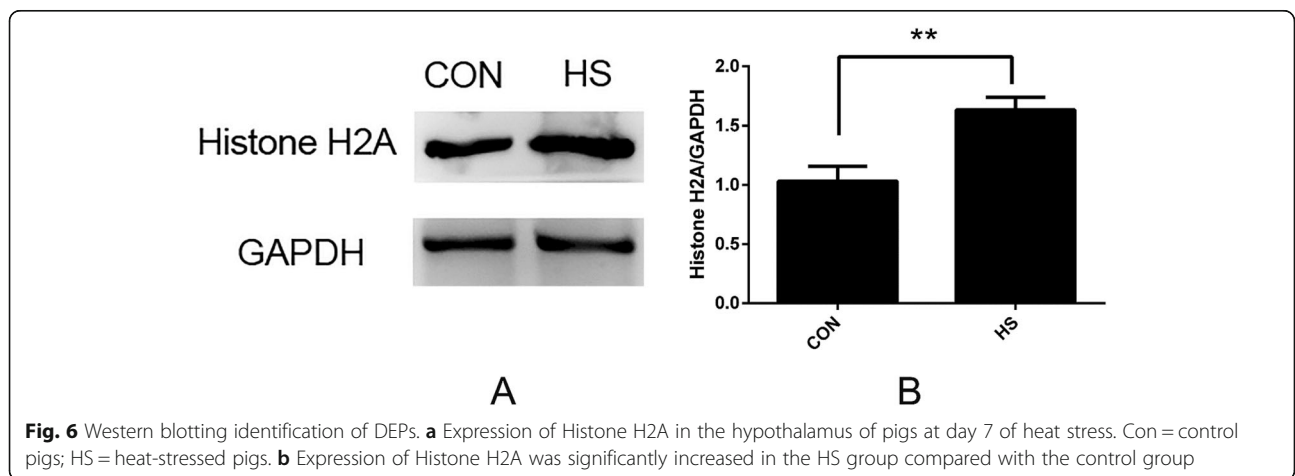 CON HS
Histone H2A
GAPDH
A
**
Histone H2A/GAPDH
2.0
1.5
1.0
0.5
0.0
CON
HS
B
Fig. 6 Western blotting identification of DEPs. a Expression of Histone H2A in the hypothalamus of pigs at day 7 of heat stress. Con = control
pigs; HS = heat-stressed pigs. b Expression of Histone H2A was significantly increased in the HS group compared with the control group